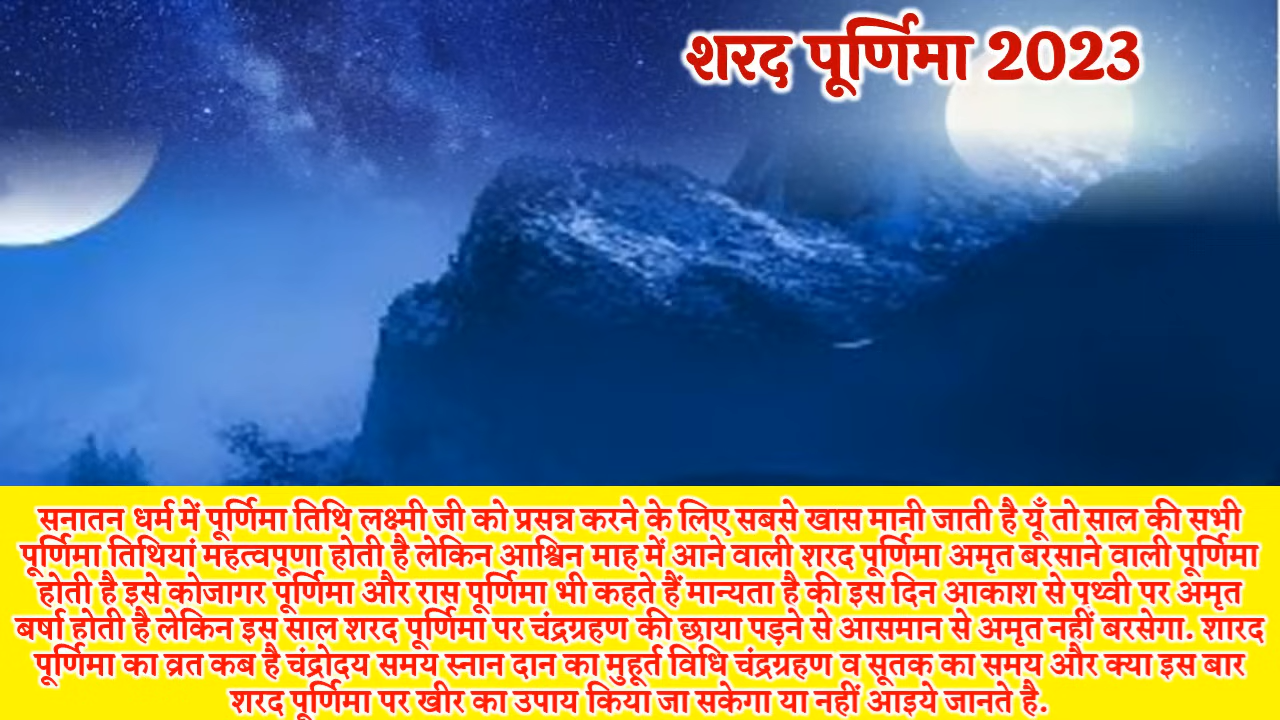 शरद पूर्णिमा 2023
सनातन धर्म में पूर्णिमा तिथि लक्ष्मी जी को प्रसन्न करने के लिए सबसे खास मानी जाती है यूँ तो साल की सभी
पूर्णिमा तिथियां महत्वपूणा होती है लेकिन आश्विन माह में आने वाली शरद पूर्णिमा अमृत बरसाने वाली पूर्णिमा
होती है इसे कोजागर पूर्णिमा और रास पूर्णिमा भी कहते हैं मान्यता है की इस दिन आकाश से पृथ्वी पर अमृत
बर्षा होती है लेकिन इस साल शरद पूर्णिमा पर चंद्रग्रहण की छाया पड़ने से आसमान से अमृत नहीं बरसेगा. शारद
पूर्णिमा का व्रत कब है चंद्रोदय समय स्नान दान का मुहूर्त विधि चंद्रग्रहण व सूतक का समय और क्या इस बार
शरद पूर्णिमा पर खीर का उपाय किया जा सकेगा या नहीं आइये जानते है.